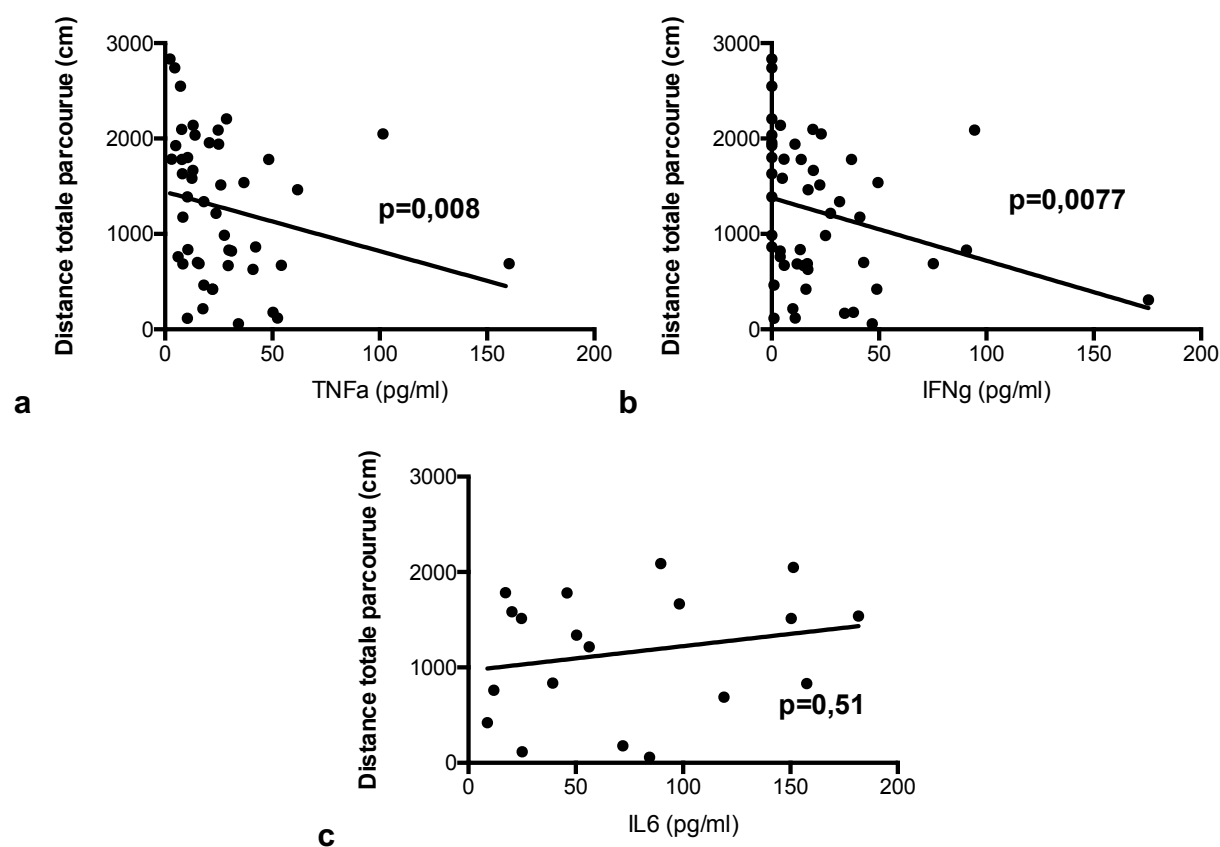 Distance totale parcourue (cm)
3000
2000
1000
0
p=0,008
0 50 100 150 200
TNFa (pg/ml)
a
Distance totale parcourue (cm)
3000
2000
1000
0
p=0,0077
0 50 100 150 200
IFNg (pg/ml)
b
Distance totale parcourue (cm)
3000
2000
1000
0
p=0,51
0 50 100 150 200
IL6 (pg/ml)
c